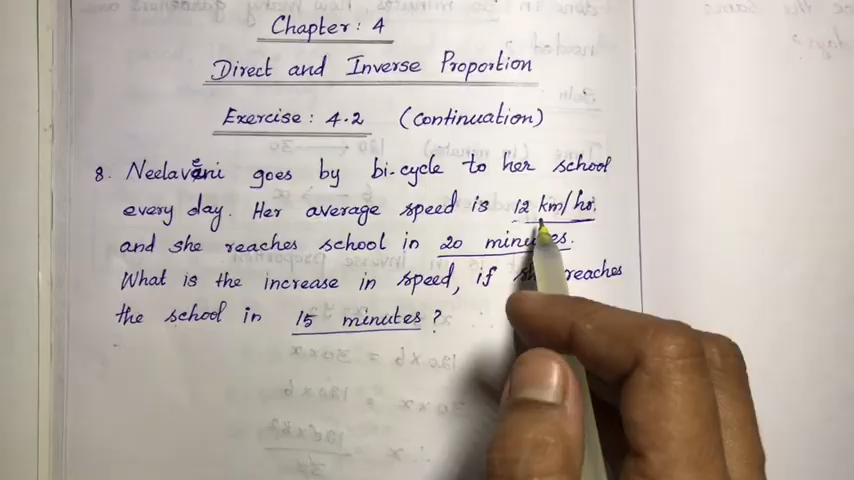 Chapter: 4
Direct and Inverse Proportion
Exercise: 4.2 (Continuation)
8. Neelaveni goes by bi-cycle to her school
every day. Her average speed is 12 km/hr.
and she reaches school in 20 minutes.
What is the increase in speed, if she reaches
the school in 15 minutes?